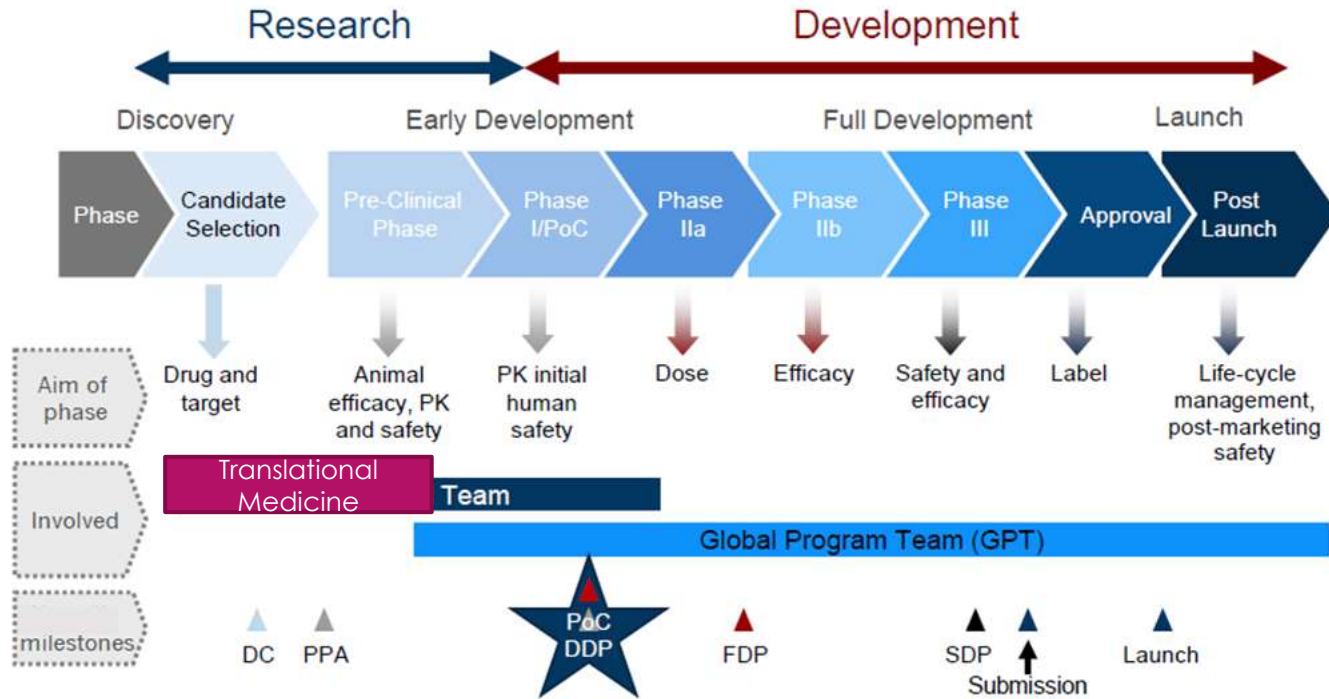 Research
Development
Discovery
Early Development
Full Development
Launch
Phase
Candidate
Selection
Pre-Clinical
Phase
Phase
I/PoC
Phase
IIa
Phase
IIb
Phase
III
Approval
Post
Launch
Aim of
phase
Drug and
target
Animal
efficacy, PK
and safety
PK initial
human
safety
Dose
Efficacy
Safety and
efficacy
Label
Life-cycle
management,
post-marketing
safety
Involved
Translational
Medicine
Team
Global Program Team (GPT)
milestones
DC
PPA
PoC
DDP
FDP
SDP
Submission
Launch